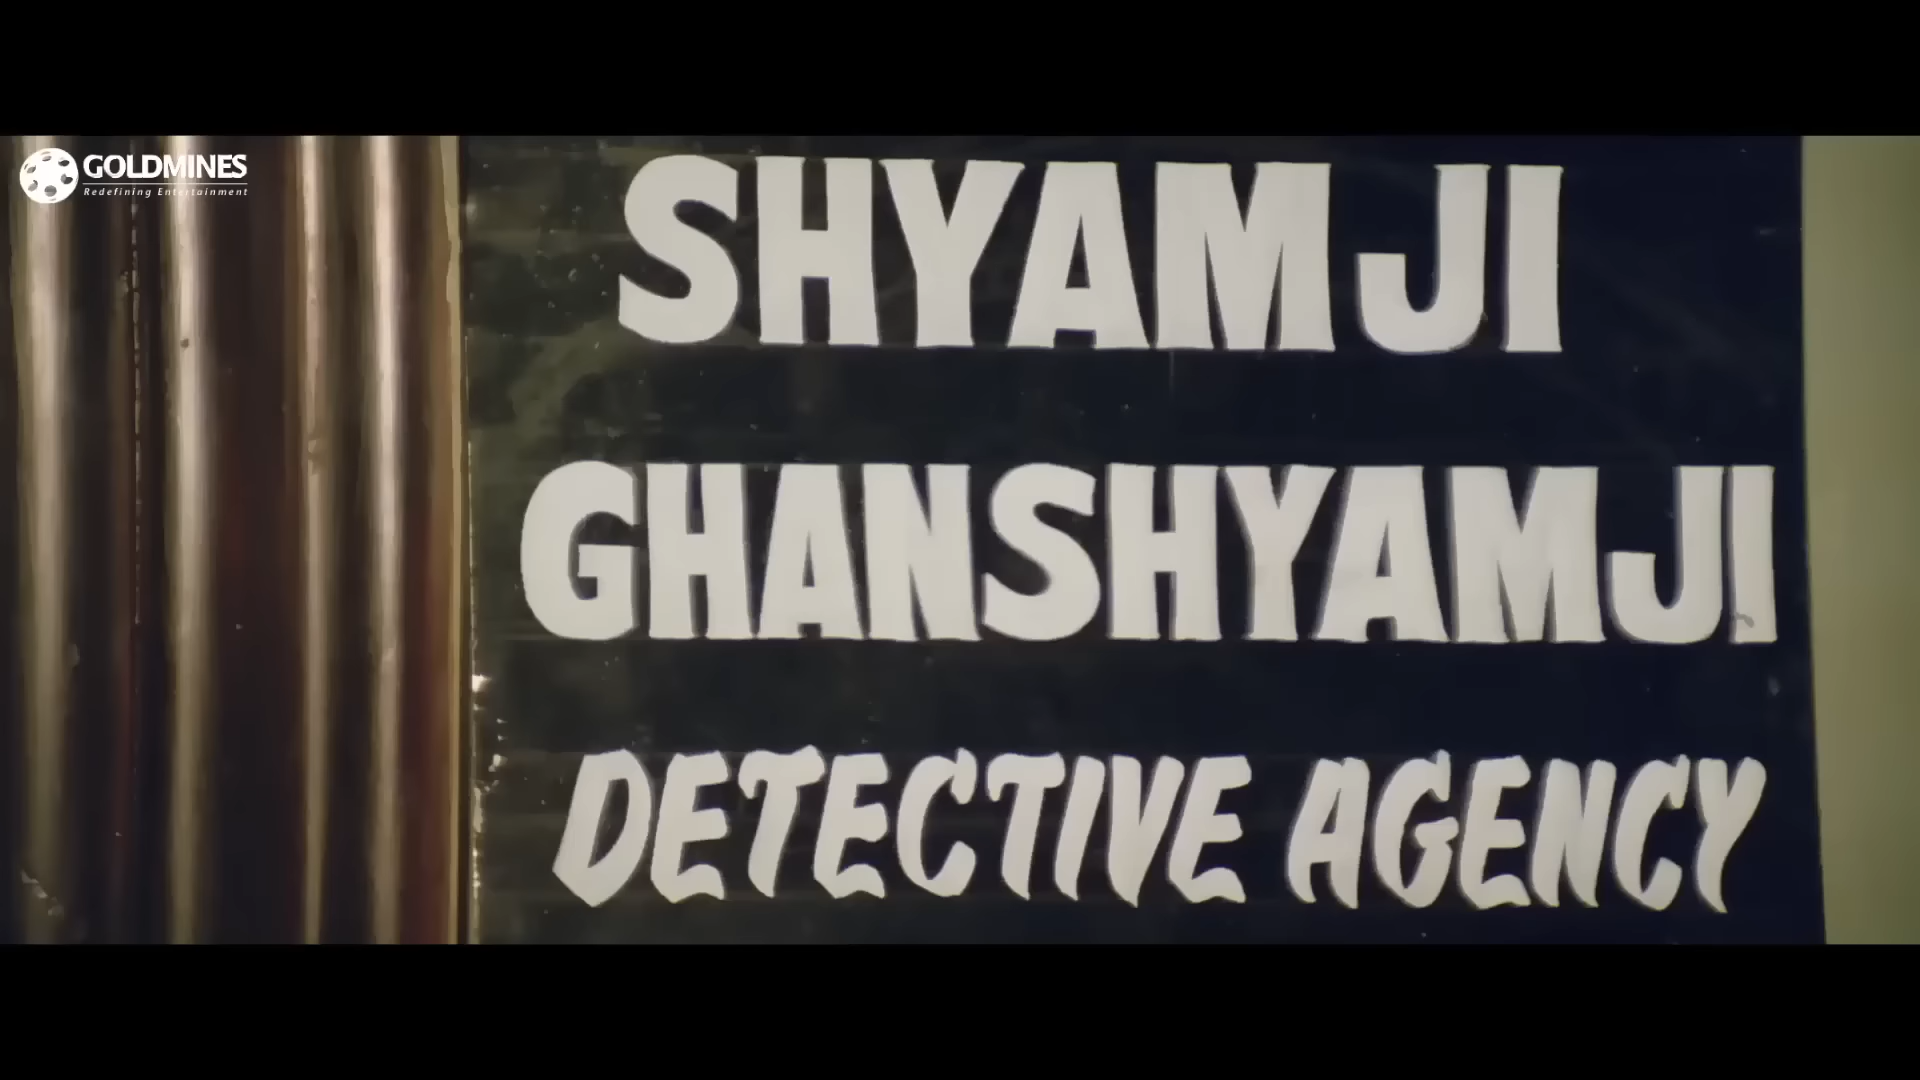 GOLDMINES
Redefining Entertainment
SHYAMJI
GHANSHYAMJI
DETECTIVE AGENCY